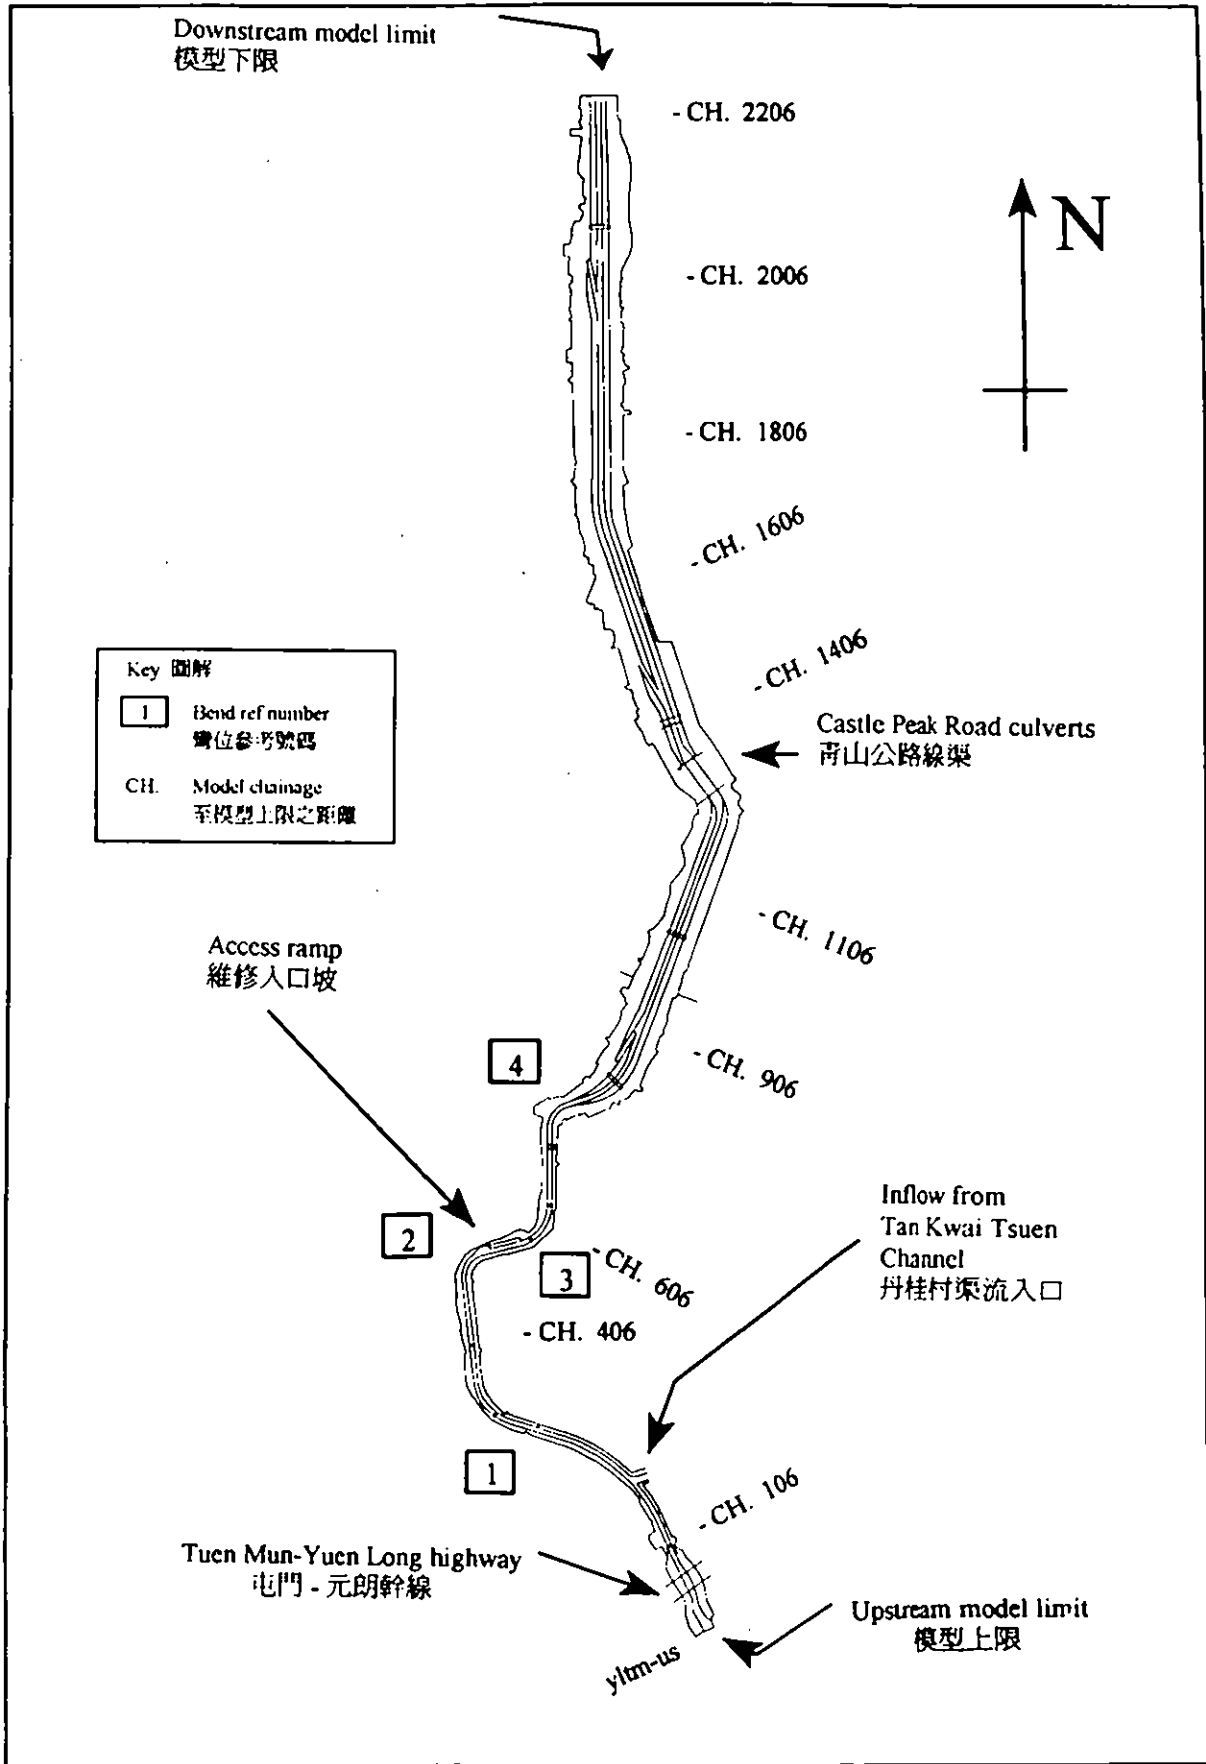 Downstream model limit
模型下限
- CH. 2206
N
- CH. 2006
- CH. 1806
- CH. 1606
- CH. 1406
Key 圖解
1 Bend ref number
彎位參考號碼
CH. Model chainage
至模型上限之距離
Castle Peak Road culverts
青山公路線渠
- CH. 1106
Access ramp
維修入口坡
4
- CH. 906
2
3
- CH. 606
Inflow from
Tan Kwai Tsuen
Channel
丹桂村渠流入口
- CH. 406
1
- CH. 106
Tuen Mun-Yuen Long highway
屯門 - 元朗幹線
Upstream model limit
模型上限
yltm-us